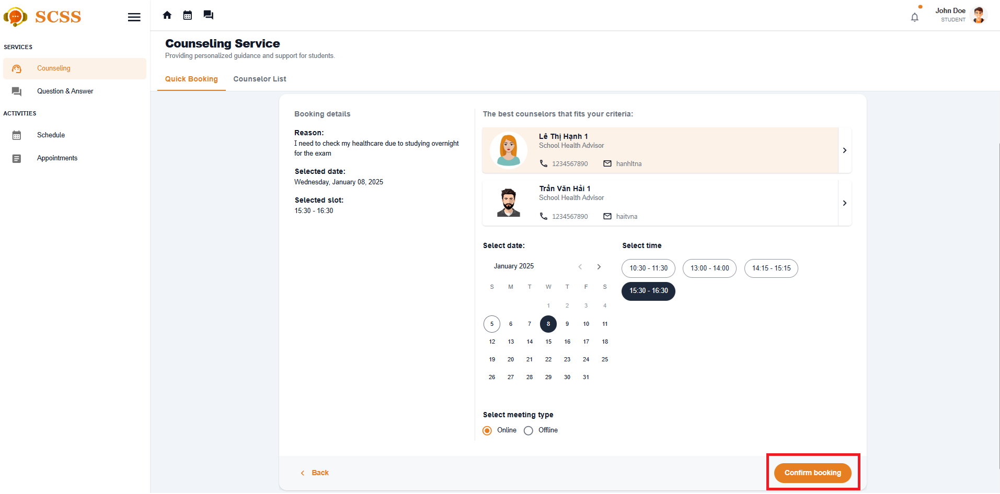 SCSS
SERVICES
Counseling
Question & Answer
ACTIVITIES
Schedule
Appointments
John Doe
STUDENT
Counseling Service
Providing personalized guidance and support for students.
Quick Booking
Counselor List
Booking details
Reason:
I need to check my healthcare due to studying overnight
for the exam
Selected date:
Wednesday, January 08, 2025
Selected slot:
15:30 - 16:30
The best counselors that fits your criteria:
Lê Thị Hạnh 1
School Health Advisor
1234567890 hanhltna
Trần Văn Hải 1
School Health Advisor
1234567890 haitvna
Select date:
January 2025
S M T W T F S
1 2 3 4
5 6 7 8 9 10 11
12 13 14 15 16 17 18
19 20 21 22 23 24 25
26 27 28 29 30 31
Select time
10:30 - 11:30 13:00 - 14:00 14:15 - 15:15
15:30 - 16:30
Select meeting type
Online Offline
Back
Confirm booking